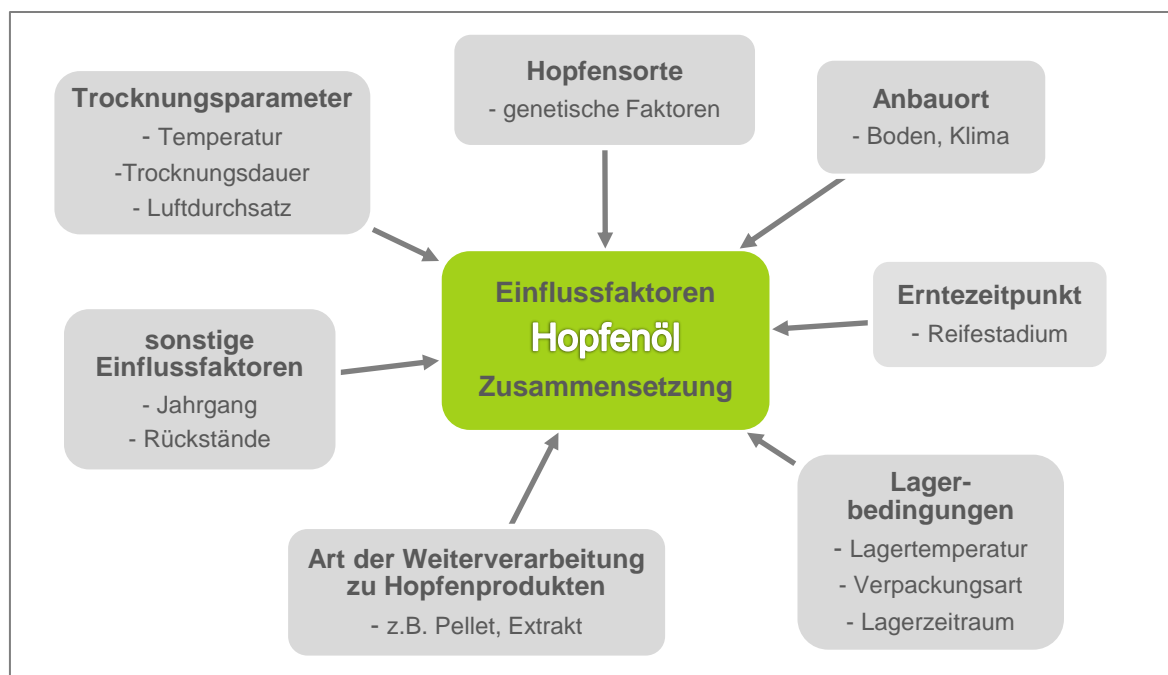 Hopfensorte
- genetische Faktoren
Trocknungsparameter
- Temperatur
-Trocknungsdauer
- Luftdurchsatz
Anbauort
- Boden, Klima
Einflussfaktoren
Hopfenöl
Zusammensetzung
Erntezeitpunkt
- Reifestadium
sonstige
Einflussfaktoren
- Jahrgang
- Rückstände
Lager-
bedingungen
- Lagertemperatur
- Verpackungsart
- Lagerzeitraum
Art der Weiterverarbeitung
zu Hopfenprodukten
- z.B. Pellet, Extrakt